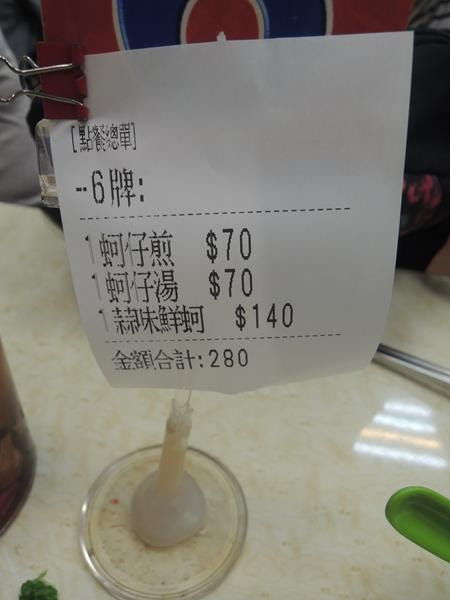 [點餐總單]
--6牌:
1蚵仔煎 $70
1蚵仔湯 $70
1蒜味鮮蚵 $140
金額合計:280